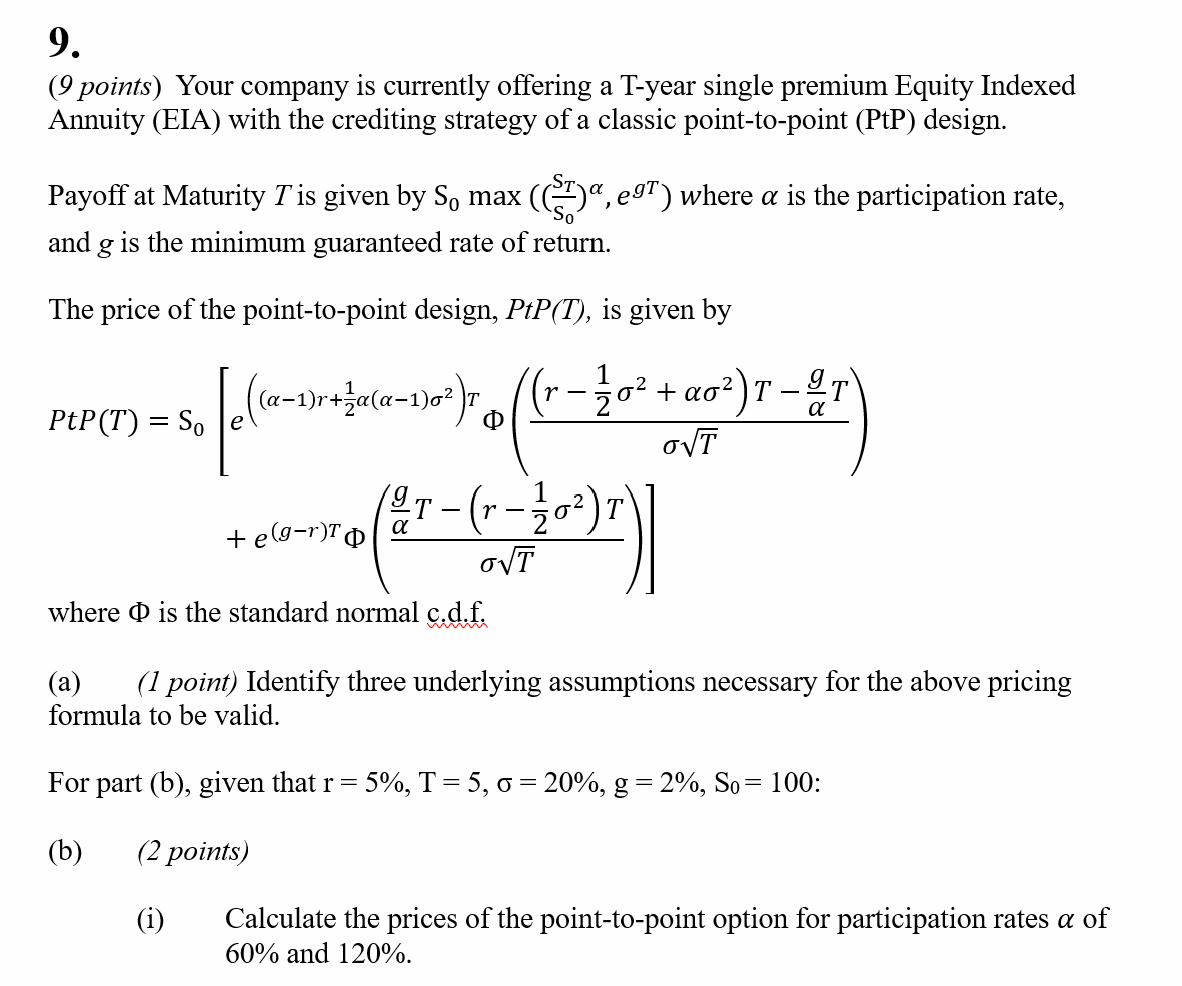 9.
(9 points) Your company is currently offering a T-year single premium Equity Indexed
Annuity (EIA) with the crediting strategy of a classic point-to-point (PtP) design.
Payoff at Maturity T is given by S₀ max ((S_T/S₀)^α, e^{gT}) where α is the participation rate,
and g is the minimum guaranteed rate of return.
The price of the point-to-point design, PtP(T), is given by
PtP(T) = S₀ [e^{((α−1)r+½α(α−1)σ²)T} Φ(((r − ½σ² + ασ²)T − (g/α)T)/(σ√T))
+ e^{(g−r)T} Φ(((g/α)T − (r − ½σ²)T)/(σ√T))]
where Φ is the standard normal c.d.f.
(a) (1 point) Identify three underlying assumptions necessary for the above pricing
formula to be valid.
For part (b), given that r = 5%, T = 5, σ = 20%, g = 2%, S₀ = 100:
(b) (2 points)
(i) Calculate the prices of the point-to-point option for participation rates α of
60% and 120%.